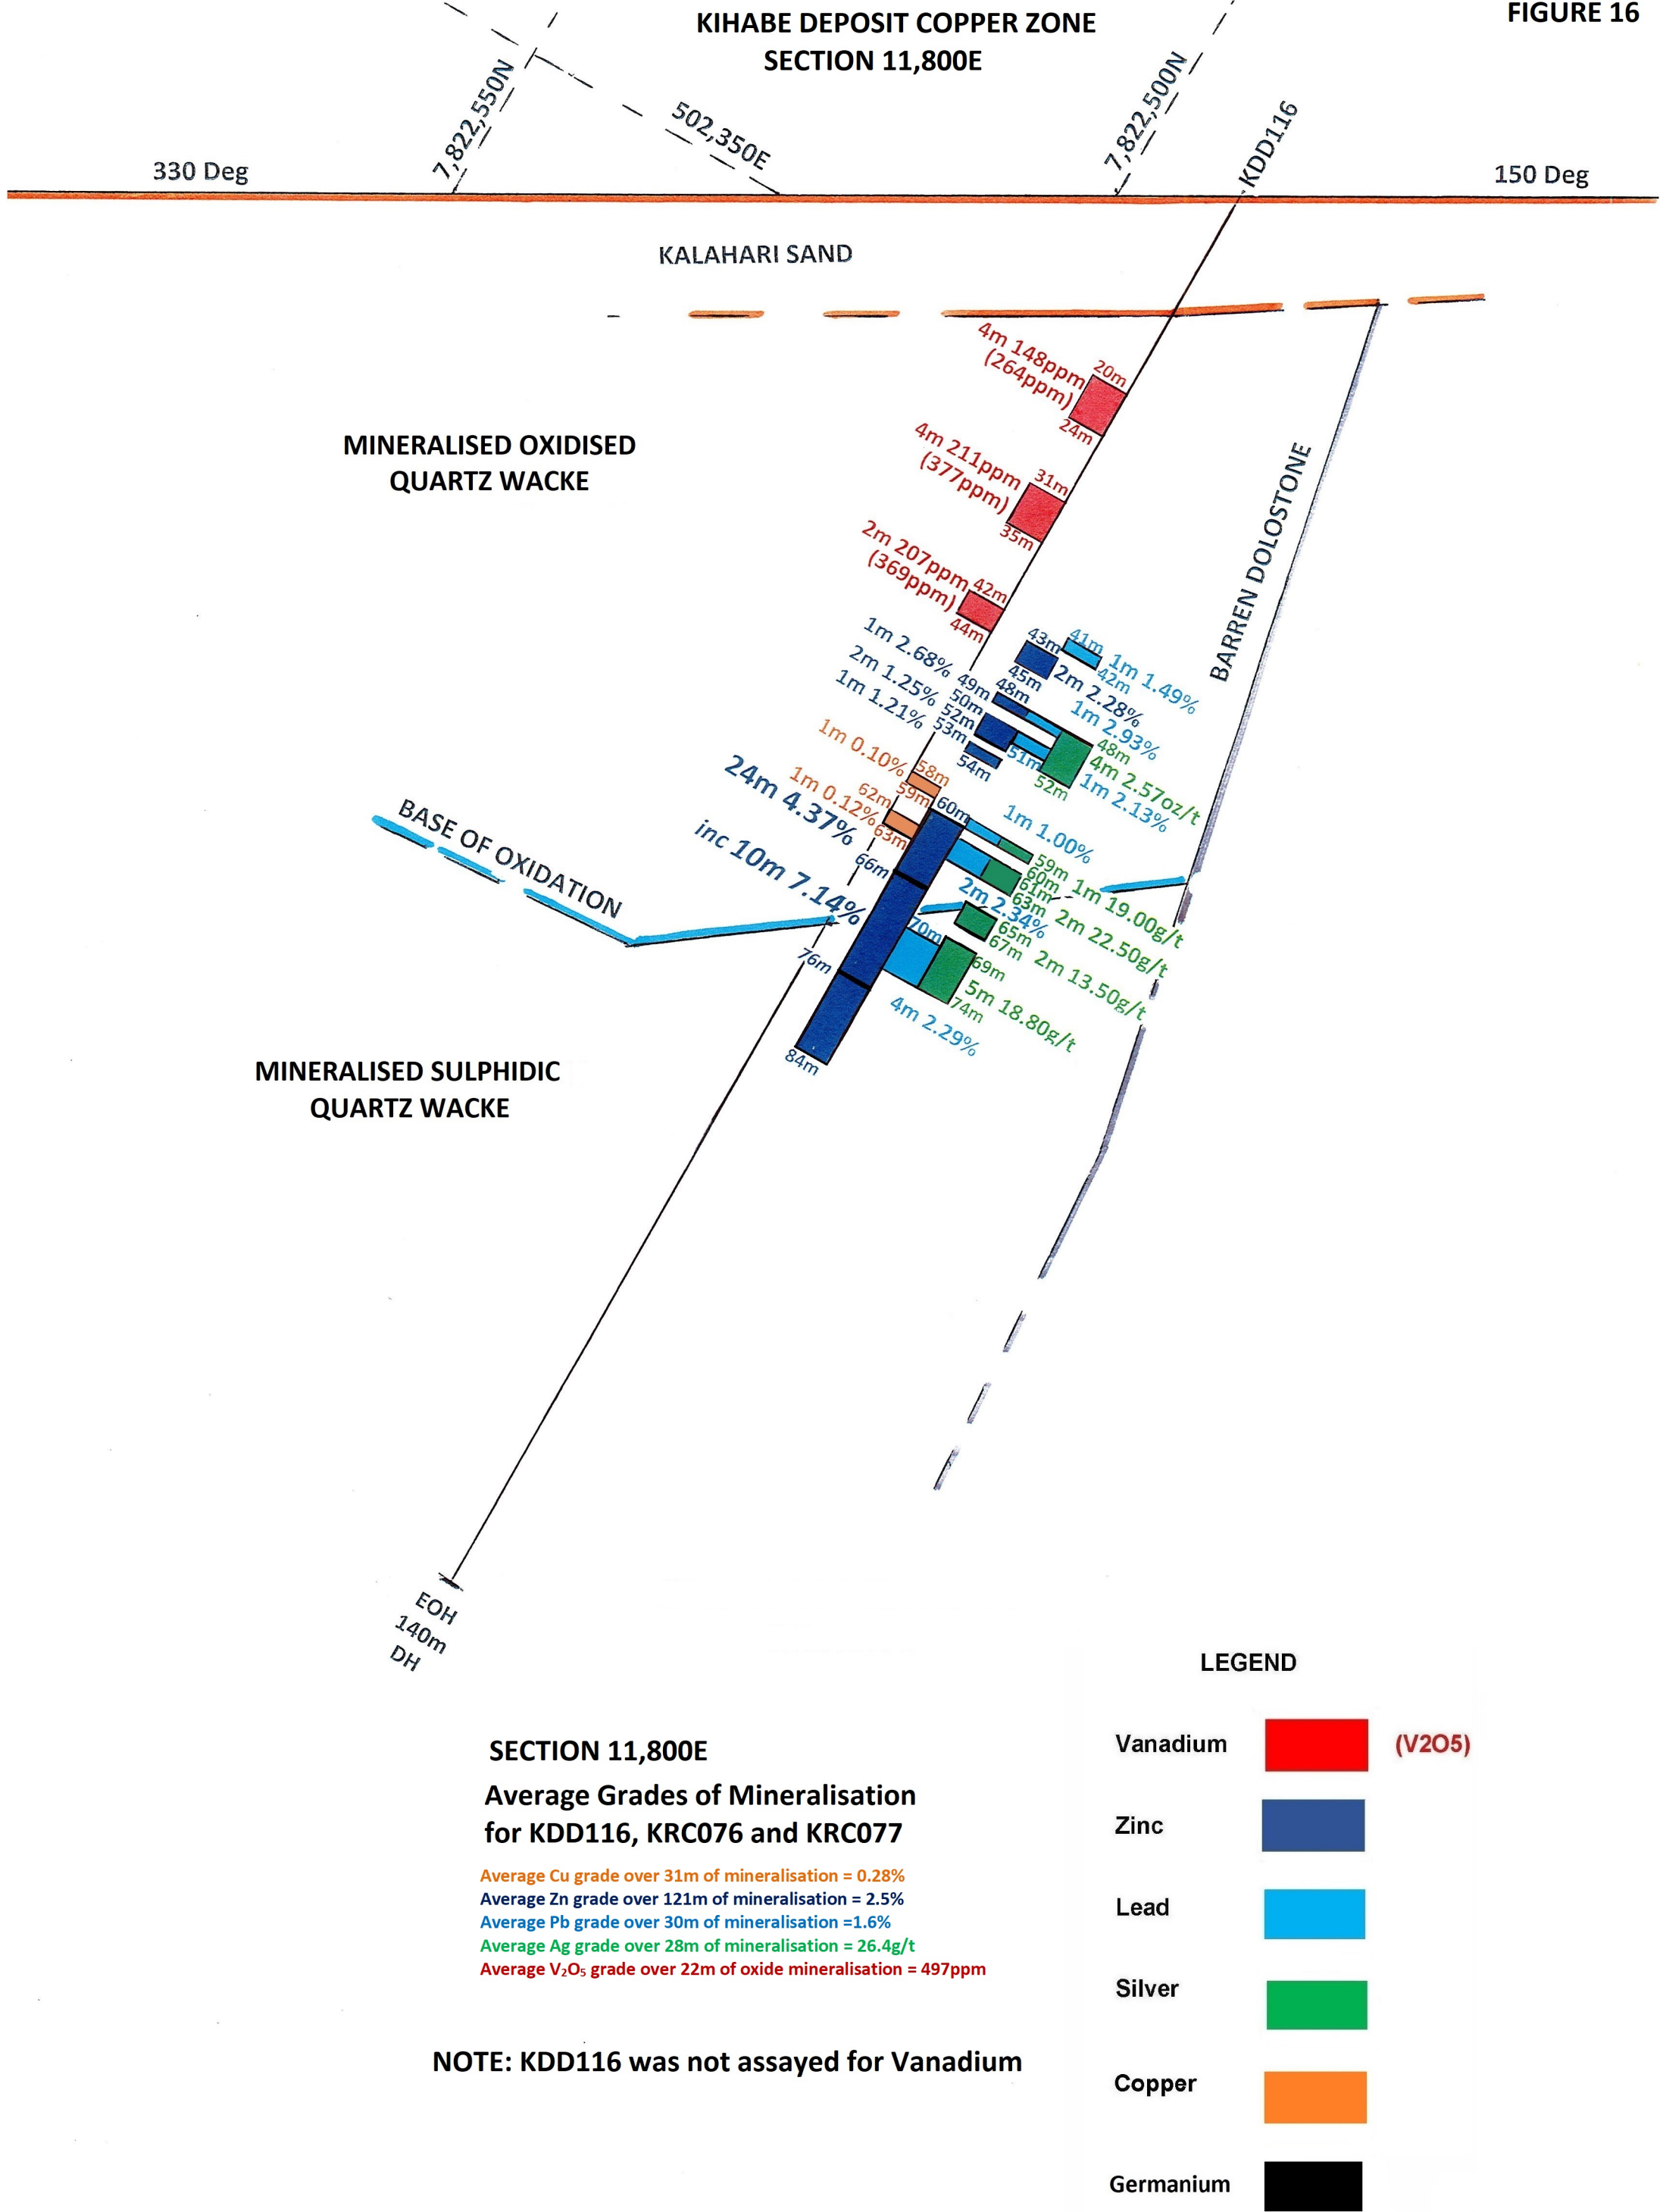 FIGURE 16
KIHABE DEPOSIT COPPER ZONE
SECTION 11,800E
7,822,550N
502,350E
7,822,500N
KDD116
330 Deg
150 Deg
KALAHARI SAND
4m 148ppm
(264ppm)
20m
24m
MINERALISED OXIDISED
QUARTZ WACKE
4m 211ppm
(377ppm)
31m
35m
BARREN DOLOSTONE
2m 207ppm
(369ppm)
42m
44m
41m
42m
1m 1.49%
43m
45m
2m 2.28%
1m 2.68%
49m
48m
1m 2.93%
2m 1.25%
50m
52m
1m 1.21%
53m
54m
51m
48m
52m
4m 2.57oz/t
1m 2.13%
1m 0.10%
58m
59m
1m 0.12%
62m
63m
24m 4.37%
60m
1m 1.00%
59m
60m
1m 19.00g/t
61m
63m
2m 22.50g/t
2m 2.34%
inc 10m 7.14%
66m
65m
67m
2m 13.50g/t
70m
69m
74m
5m 18.80g/t
4m 2.29%
76m
84m
BASE OF OXIDATION
MINERALISED SULPHIDIC
QUARTZ WACKE
EOH
140m
DH
SECTION 11,800E
Average Grades of Mineralisation
for KDD116, KRC076 and KRC077
Average Cu grade over 31m of mineralisation = 0.28%
Average Zn grade over 121m of mineralisation = 2.5%
Average Pb grade over 30m of mineralisation =1.6%
Average Ag grade over 28m of mineralisation = 26.4g/t
Average V₂O₅ grade over 22m of oxide mineralisation = 497ppm
NOTE: KDD116 was not assayed for Vanadium
LEGEND
Vanadium (V2O5)
Zinc
Lead
Silver
Copper
Germanium